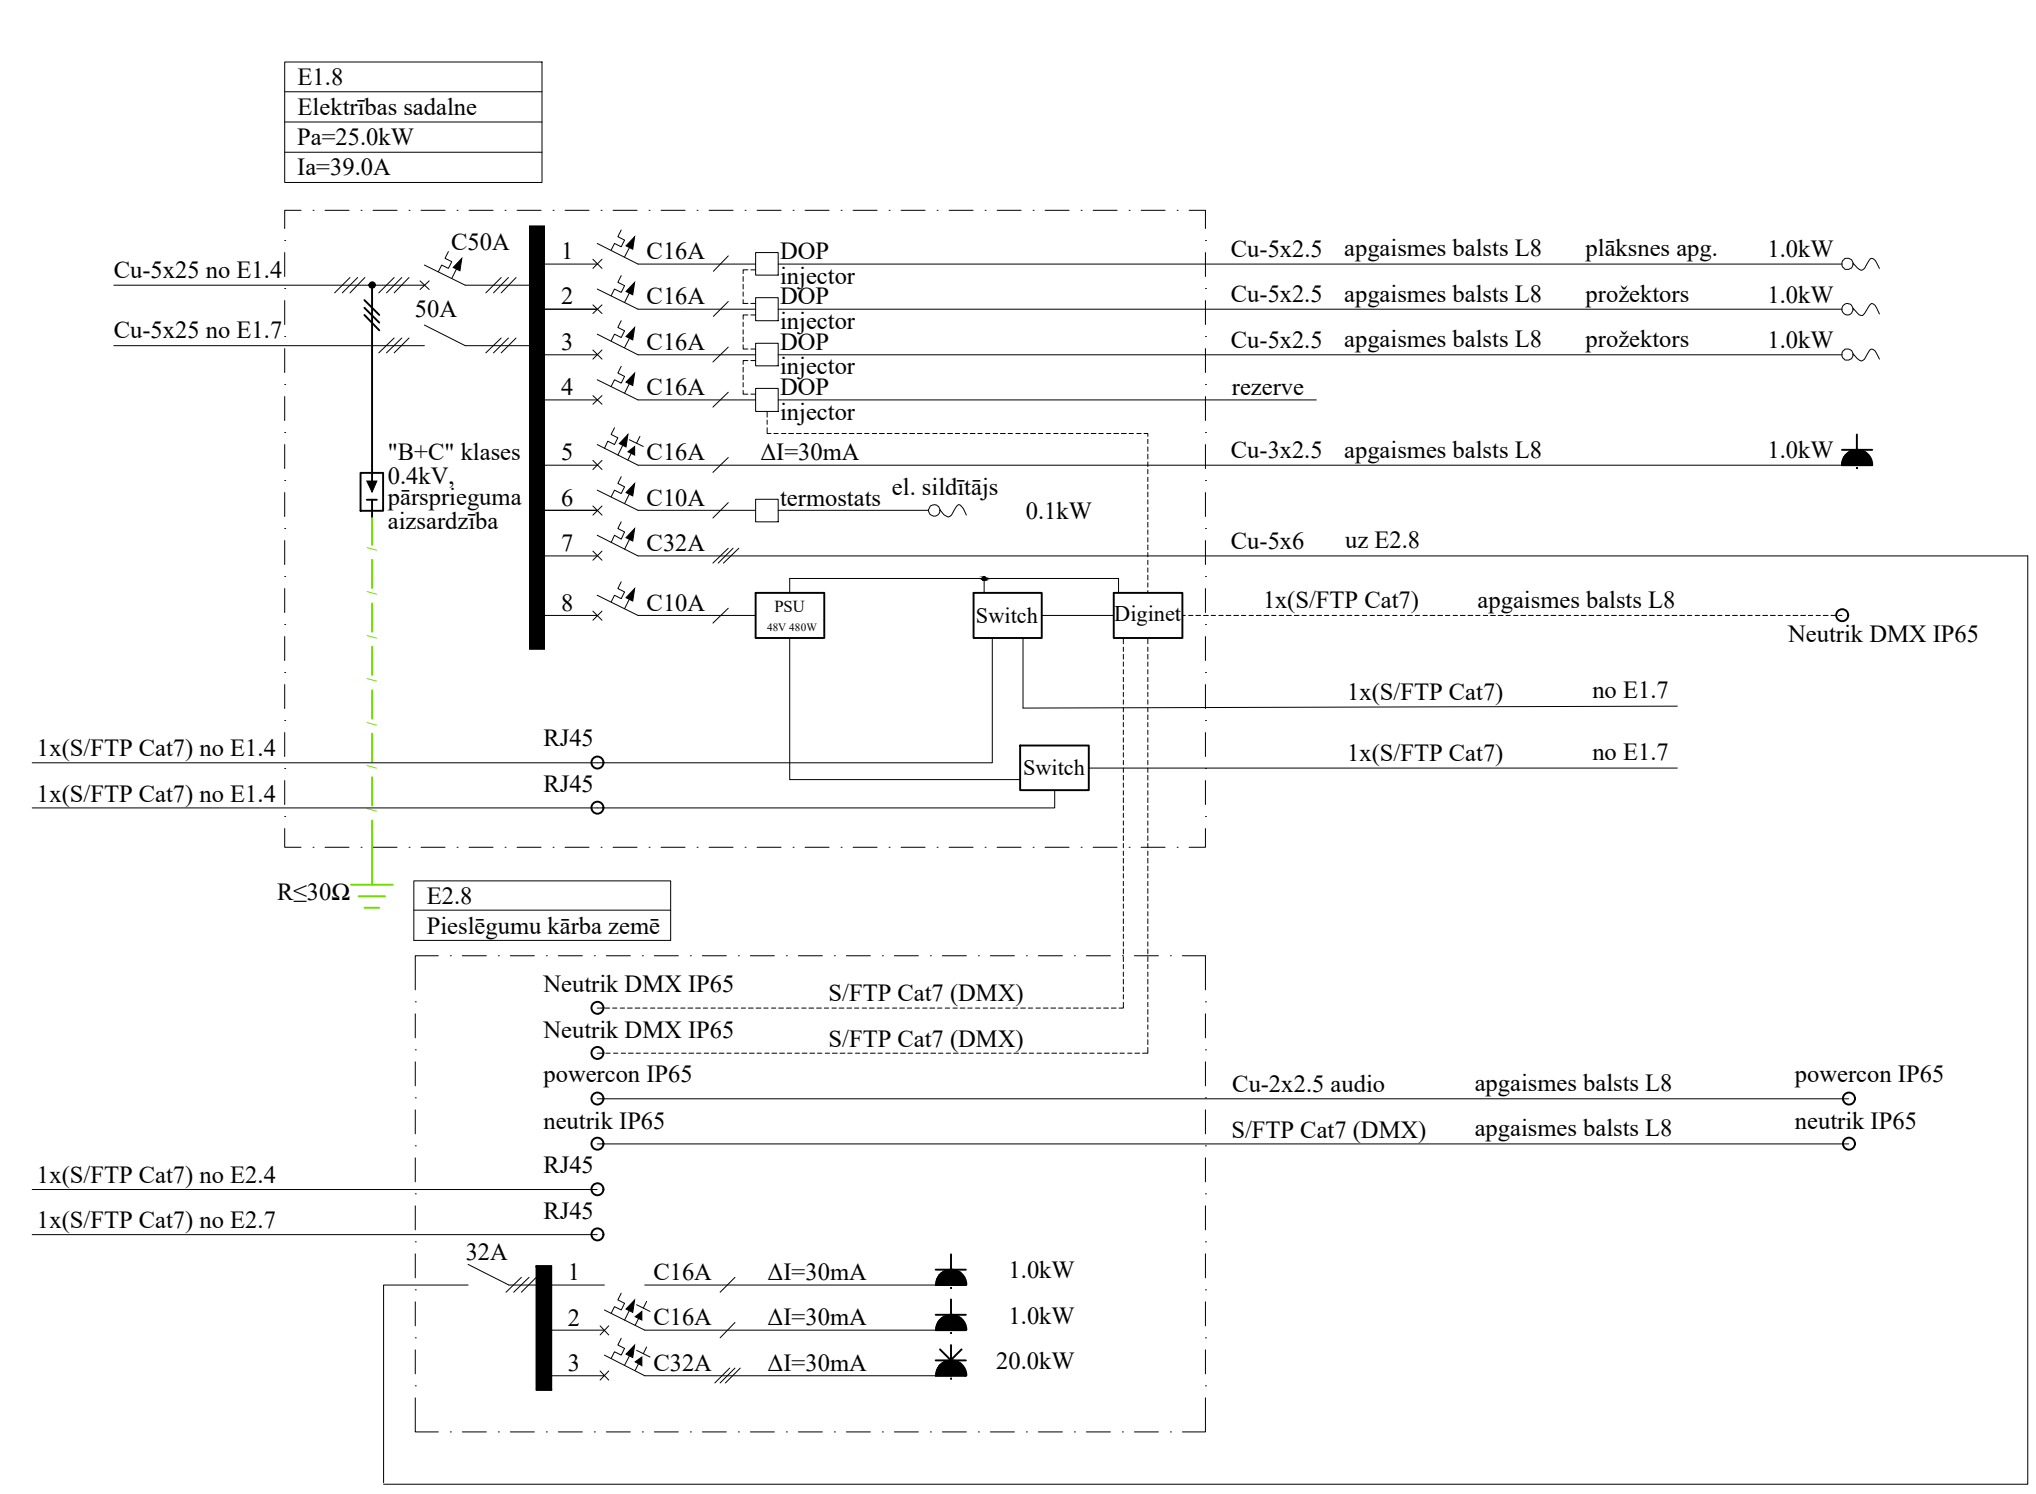 E1.8
Elektrības sadalne
Pa=25.0kW
Ia=39.0A
Cu-5x25 no E1.4
C50A
Cu-5x25 no E1.7
50A
"B+C" klases
0.4kV,
pārsprieguma
aizsardzība
R≤30Ω
1 C16A DOP injector Cu-5x2.5 apgaismes balsts L8 plāksnes apg. 1.0kW
2 C16A DOP injector Cu-5x2.5 apgaismes balsts L8 prožektors 1.0kW
3 C16A DOP injector Cu-5x2.5 apgaismes balsts L8 prožektors 1.0kW
4 C16A DOP injector rezerve
5 C16A ΔI=30mA Cu-3x2.5 apgaismes balsts L8 1.0kW
6 C10A termostats el. sildītājs 0.1kW
7 C32A Cu-5x6 uz E2.8
8 C10A PSU 48V 480W Switch Diginet 1x(S/FTP Cat7) apgaismes balsts L8
Neutrik DMX IP65
1x(S/FTP Cat7) no E1.7
1x(S/FTP Cat7) no E1.4 RJ45
Switch 1x(S/FTP Cat7) no E1.7
1x(S/FTP Cat7) no E1.4 RJ45
E2.8
Pieslēgumu kārba zemē
Neutrik DMX IP65 S/FTP Cat7 (DMX)
Neutrik DMX IP65 S/FTP Cat7 (DMX)
powercon IP65 Cu-2x2.5 audio apgaismes balsts L8 powercon IP65
neutrik IP65 S/FTP Cat7 (DMX) apgaismes balsts L8 neutrik IP65
1x(S/FTP Cat7) no E2.4 RJ45
1x(S/FTP Cat7) no E2.7 RJ45
32A
1 C16A ΔI=30mA 1.0kW
2 C16A ΔI=30mA 1.0kW
3 C32A ΔI=30mA 20.0kW